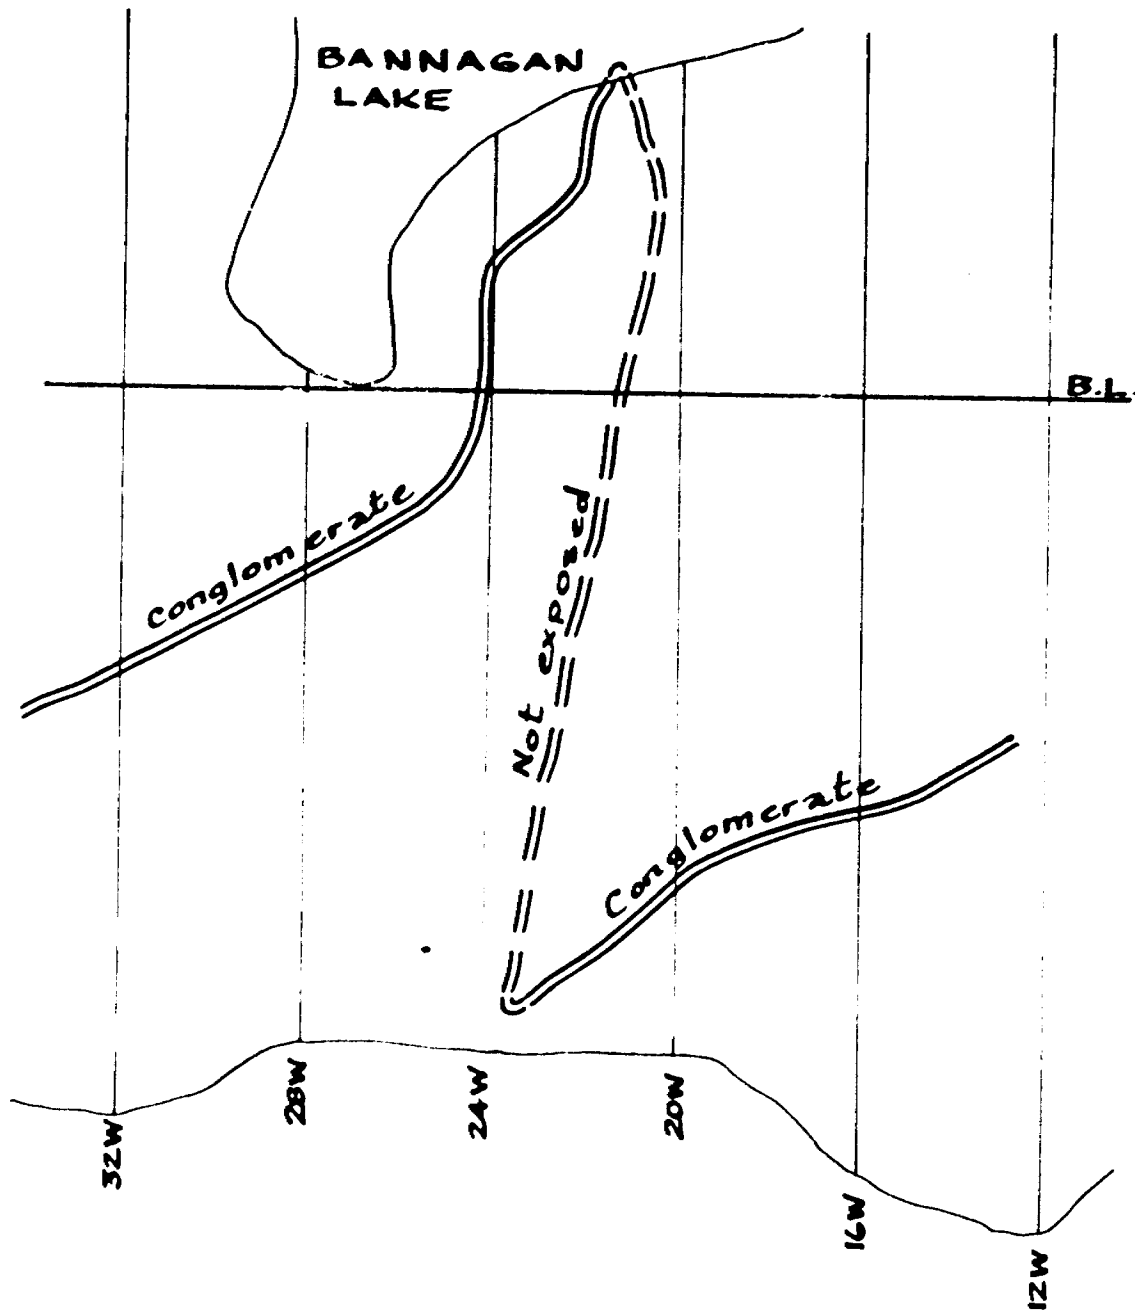 BANNAGAN
LAKE
B.L.
Conglomerate
Not exposed
Conglomerate
32W
28W
24W
20W
16W
12W